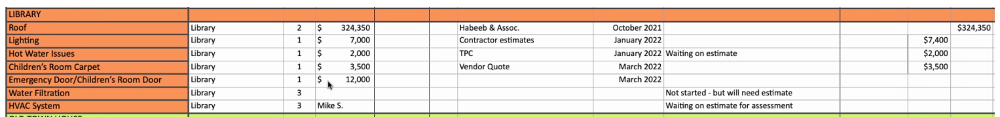 LIBRARY
Roof Library 2 $ 324,350 Habeeb & Assoc. October 2021 $324,350
Lighting Library 1 $ 7,000 Contractor estimates January 2022 $7,400
Hot Water Issues Library 1 $ 2,000 TPC January 2022 Waiting on estimate $2,000
Children's Room Carpet Library 1 $ 3,500 Vendor Quote March 2022 $3,500
Emergency Door/Children's Room Door Library 1 $ 12,000 March 2022
Water Filtration Library 3 Not started - but will need estimate
HVAC System Library 3 Mike S. Waiting on estimate for assessment
OLD TOWN HOUSE